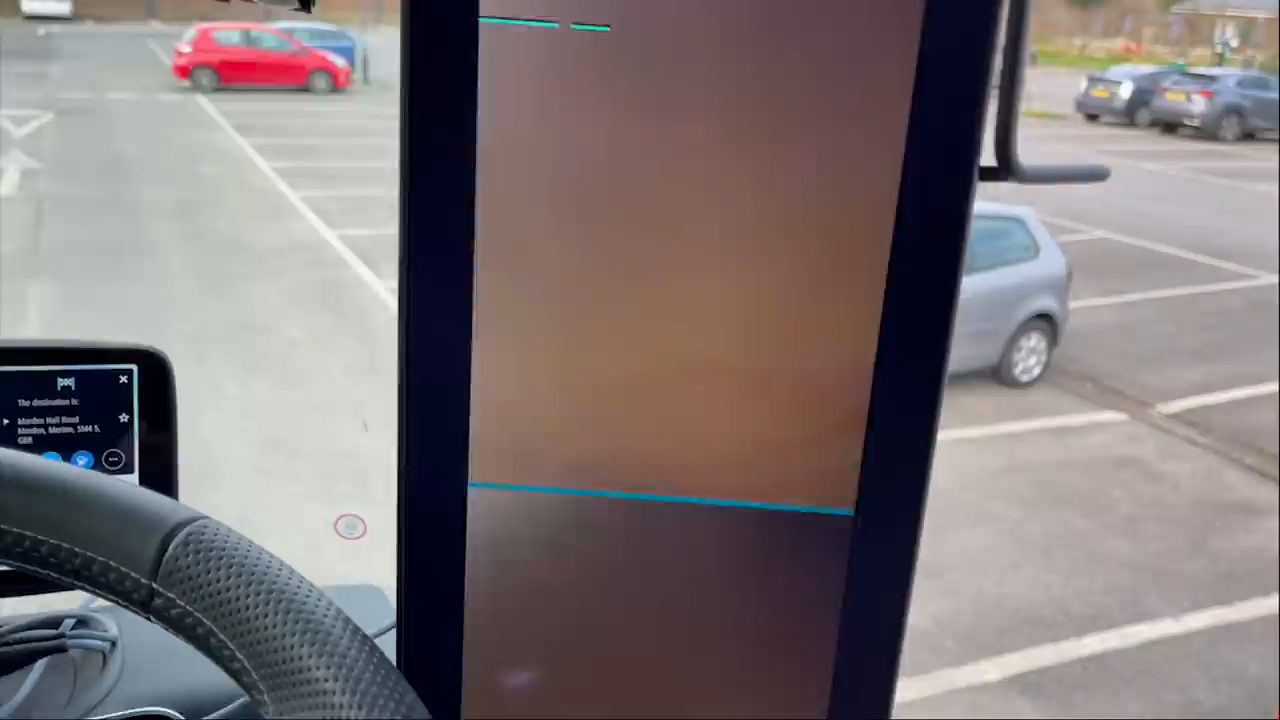 The destination is:
Morden Hall Road
Morden, Merton, SM4 5,
GBR